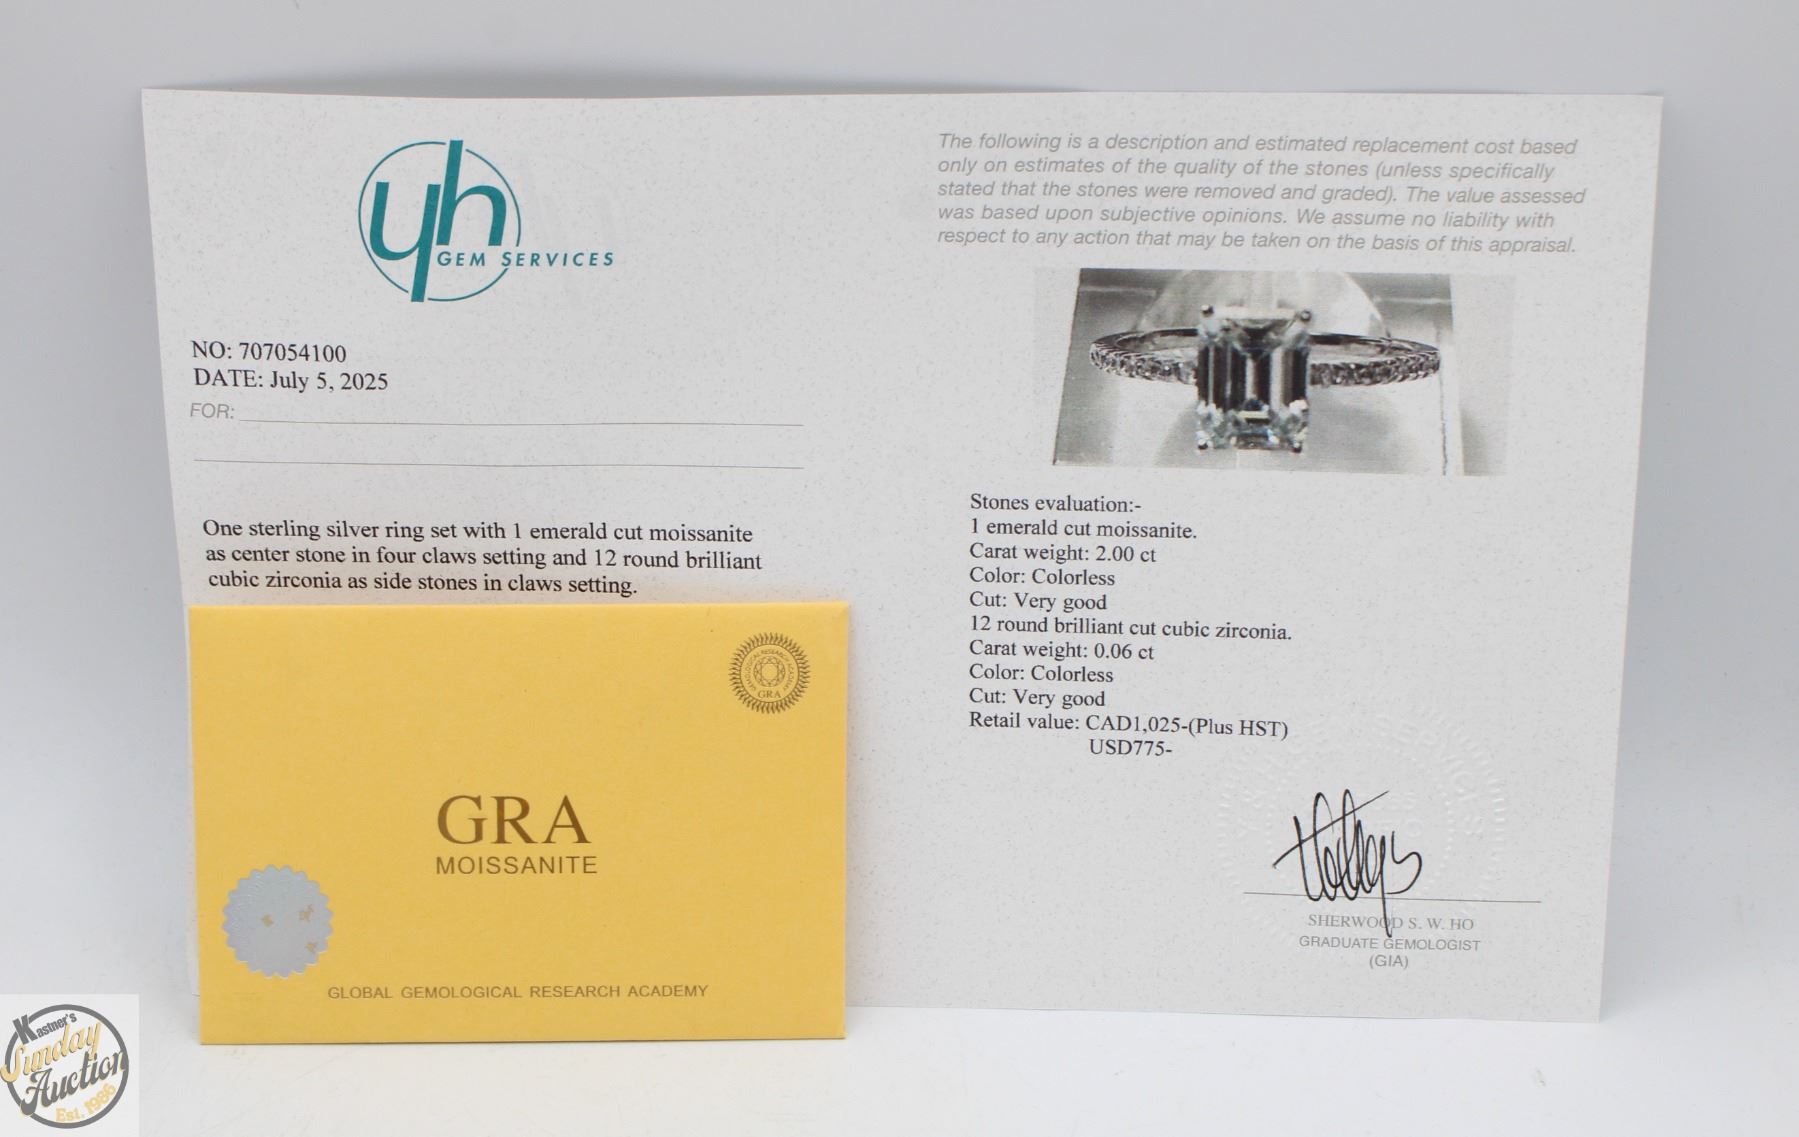 yh
GEM SERVICES
NO: 707054100
DATE: July 5, 2025
FOR:
One sterling silver ring set with 1 emerald cut moissanite
as center stone in four claws setting and 12 round brilliant
cubic zirconia as side stones in claws setting.
The following is a description and estimated replacement cost based
only on estimates of the quality of the stones (unless specifically
stated that the stones were removed and graded). The value assessed
was based upon subjective opinions. We assume no liability with
respect to any action that may be taken on the basis of this appraisal.
Stones evaluation:-
1 emerald cut moissanite.
Carat weight: 2.00 ct
Color: Colorless
Cut: Very good
12 round brilliant cut cubic zirconia.
Carat weight: 0.06 ct
Color: Colorless
Cut: Very good
Retail value: CAD1,025-(Plus HST)
USD775-
SHERWOOD S. W. HO
GRADUATE GEMOLOGIST
(GIA)
GEMOLOGICAL RESEARCH ACADEMY
GRA
GRA
MOISSANITE
GLOBAL GEMOLOGICAL RESEARCH ACADEMY
Kastner's
Sunday
Auction
Est. 1986